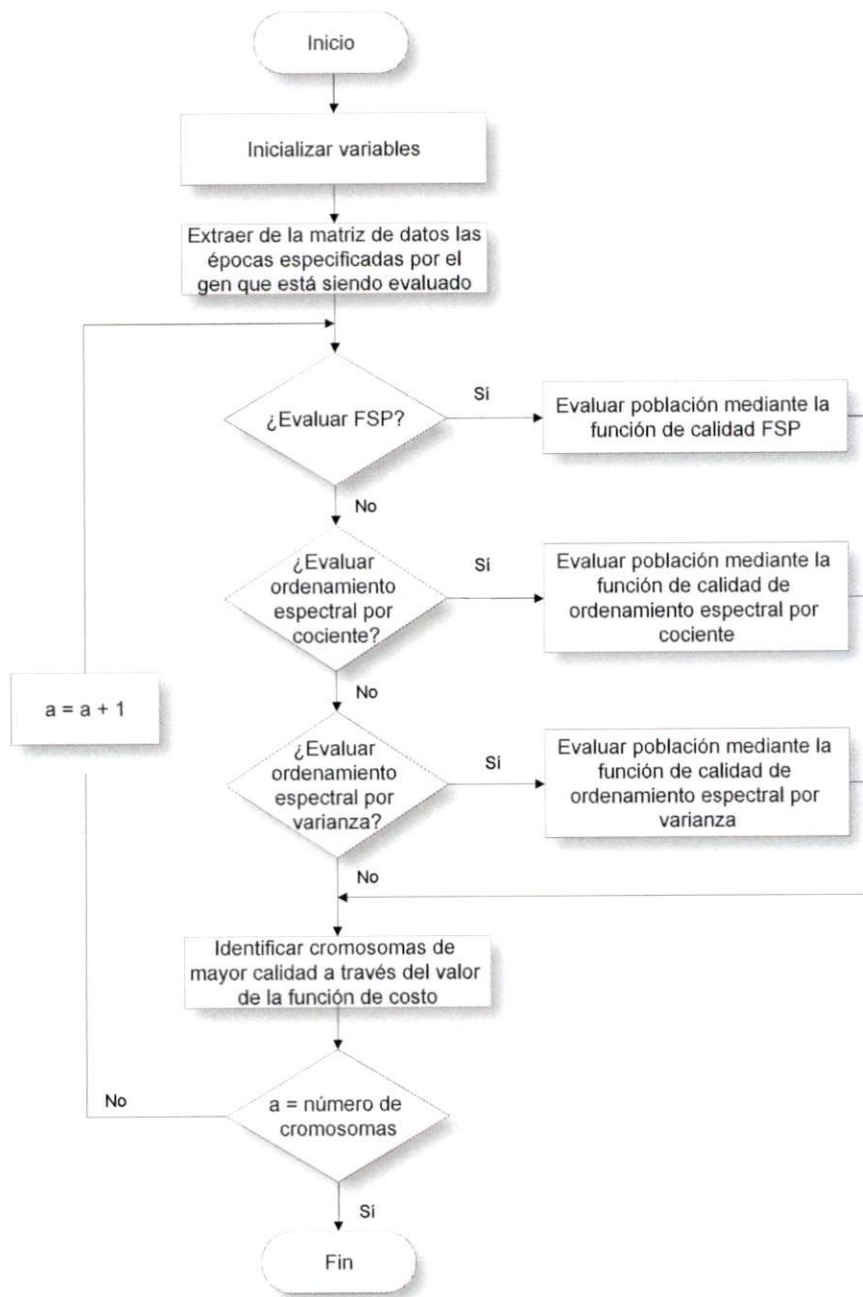 Inicio
Inicializar variables
Extraer de la matriz de datos las
épocas especificadas por el
gen que está siendo evaluado
¿Evaluar FSP?
Sí
Evaluar población mediante la
función de calidad FSP
No
¿Evaluar
ordenamiento
espectral por
cociente?
Sí
Evaluar población mediante la
función de calidad de
ordenamiento espectral por
cociente
No
a = a + 1
¿Evaluar
ordenamiento
espectral por
varianza?
Sí
Evaluar población mediante la
función de calidad de
ordenamiento espectral por
varianza
No
Identificar cromosomas de
mayor calidad a través del valor
de la función de costo
No
a = número de
cromosomas
Sí
Fin